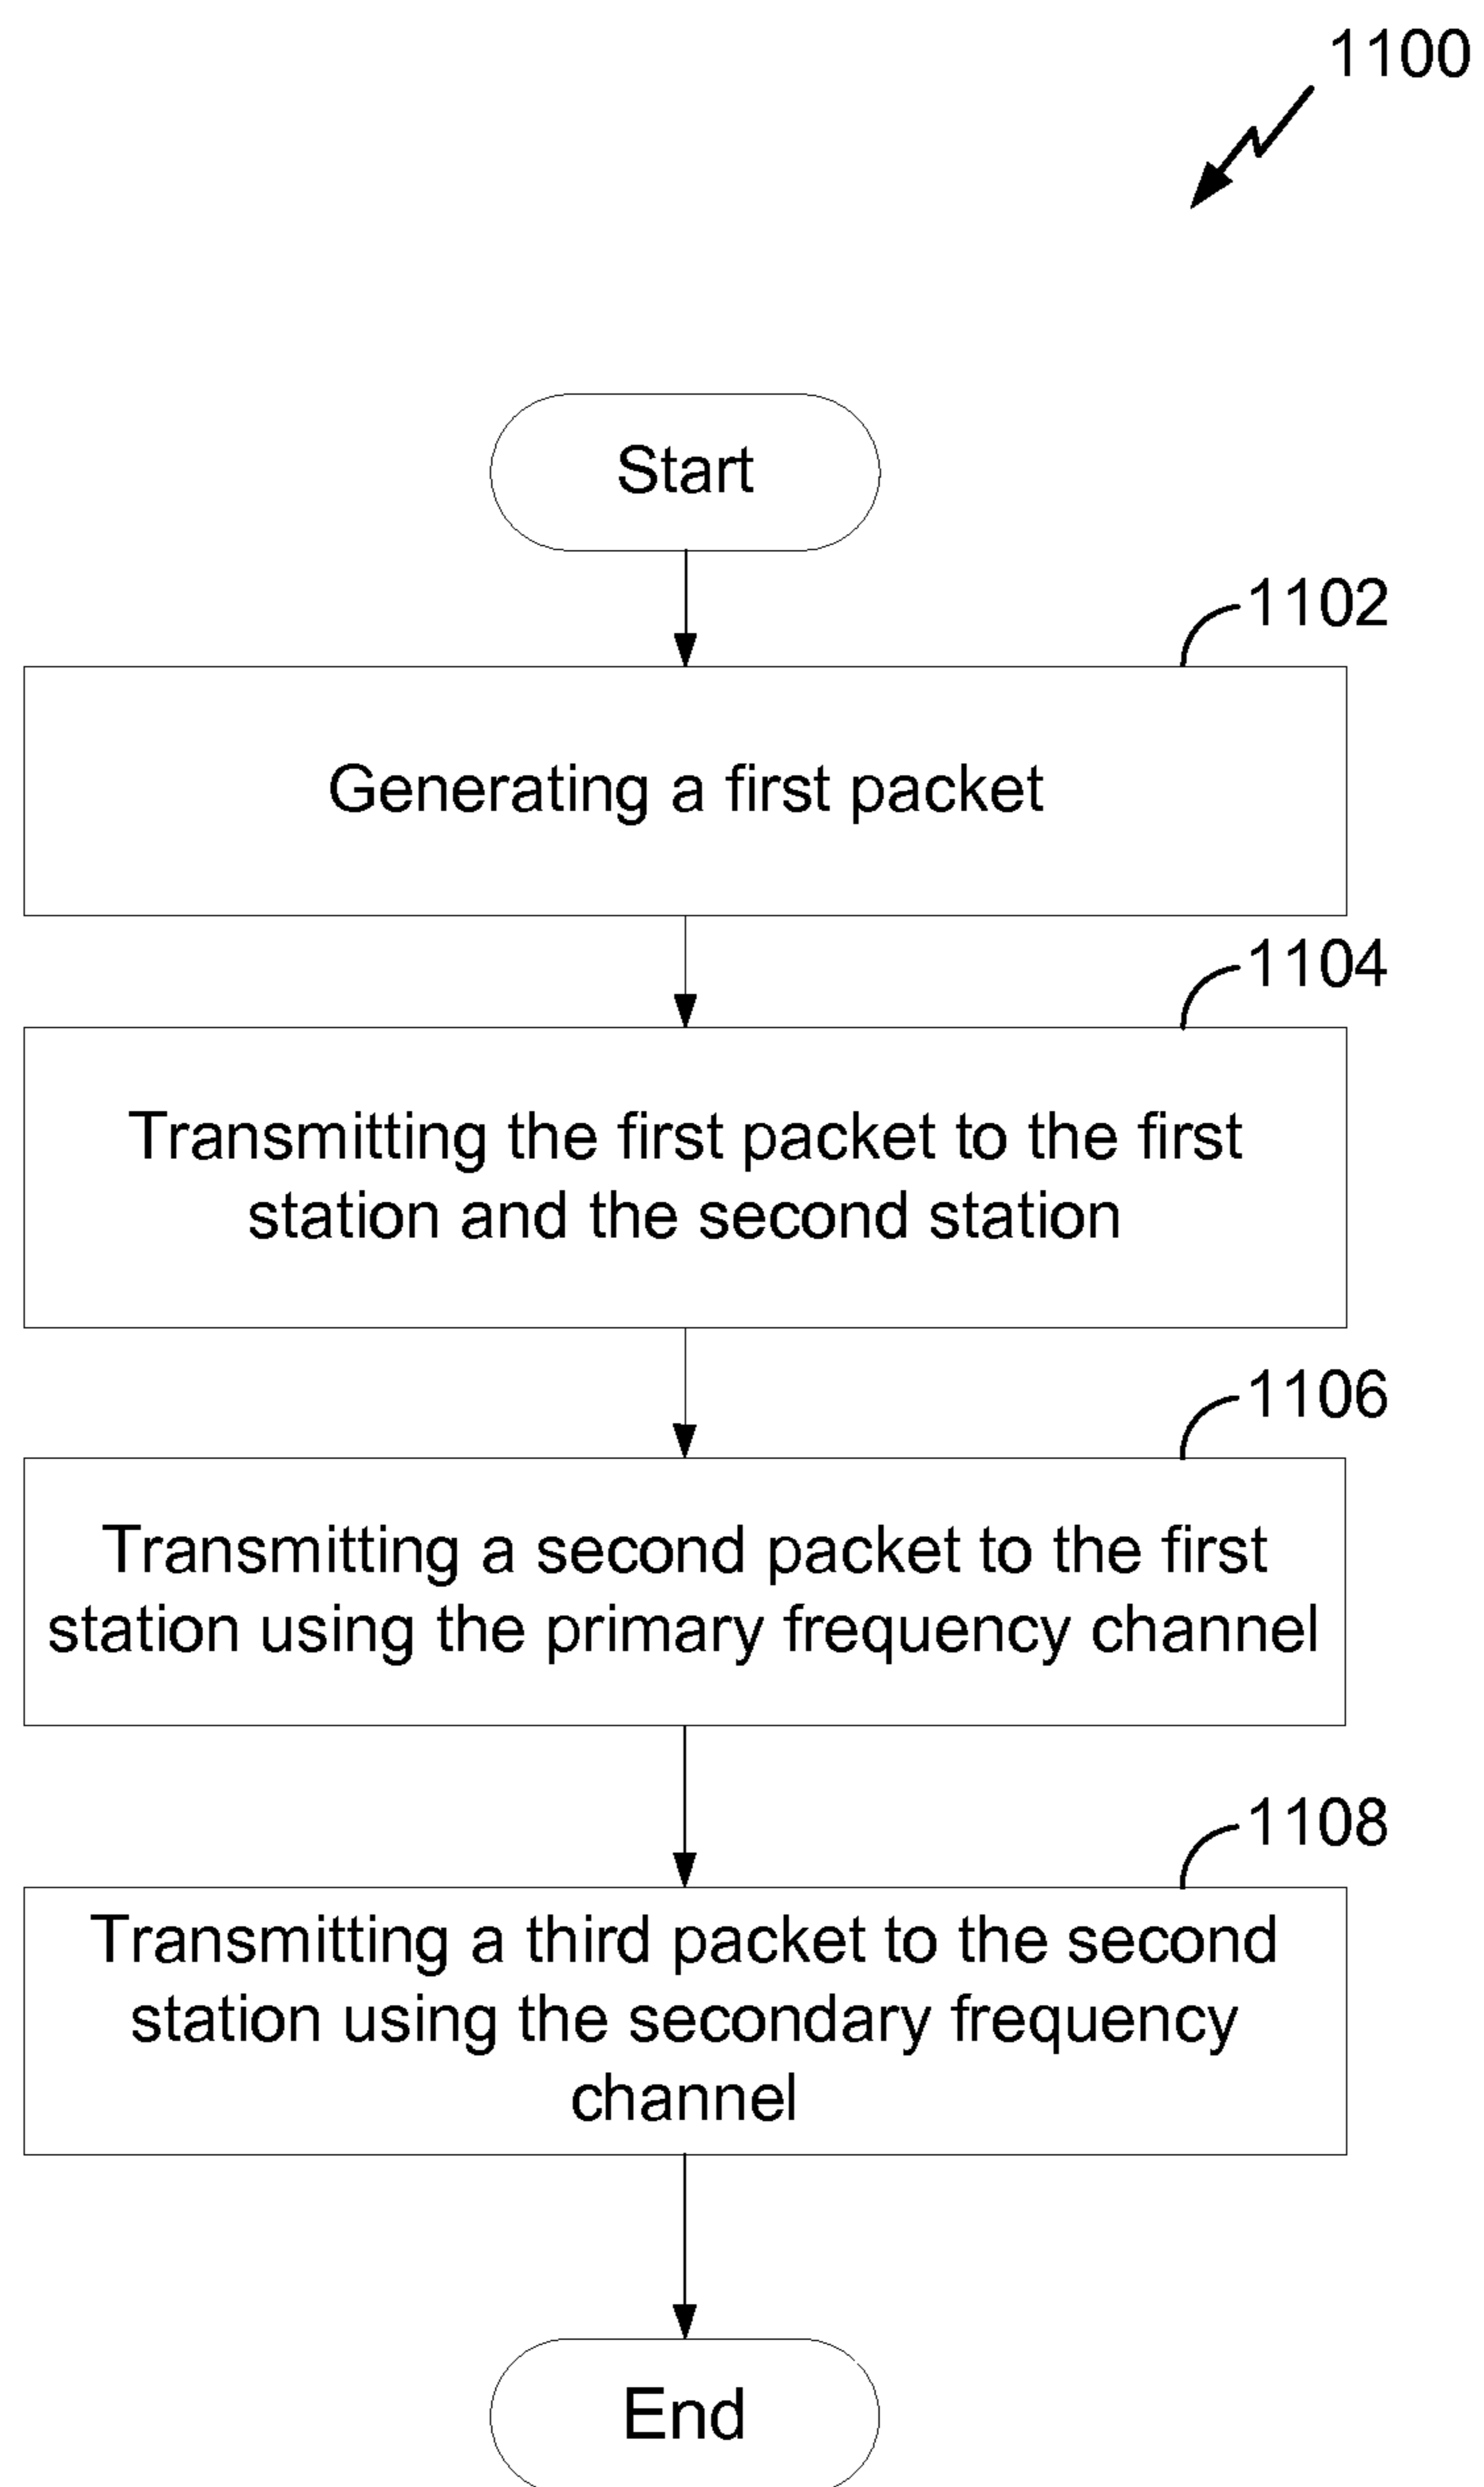 1100
Start
1102
Generating a first packet
1104
Transmitting the first packet to the first
station and the second station
1106
Transmitting a second packet to the first
station using the primary frequency channel
1108
Transmitting a third packet to the second
station using the secondary frequency
channel
End